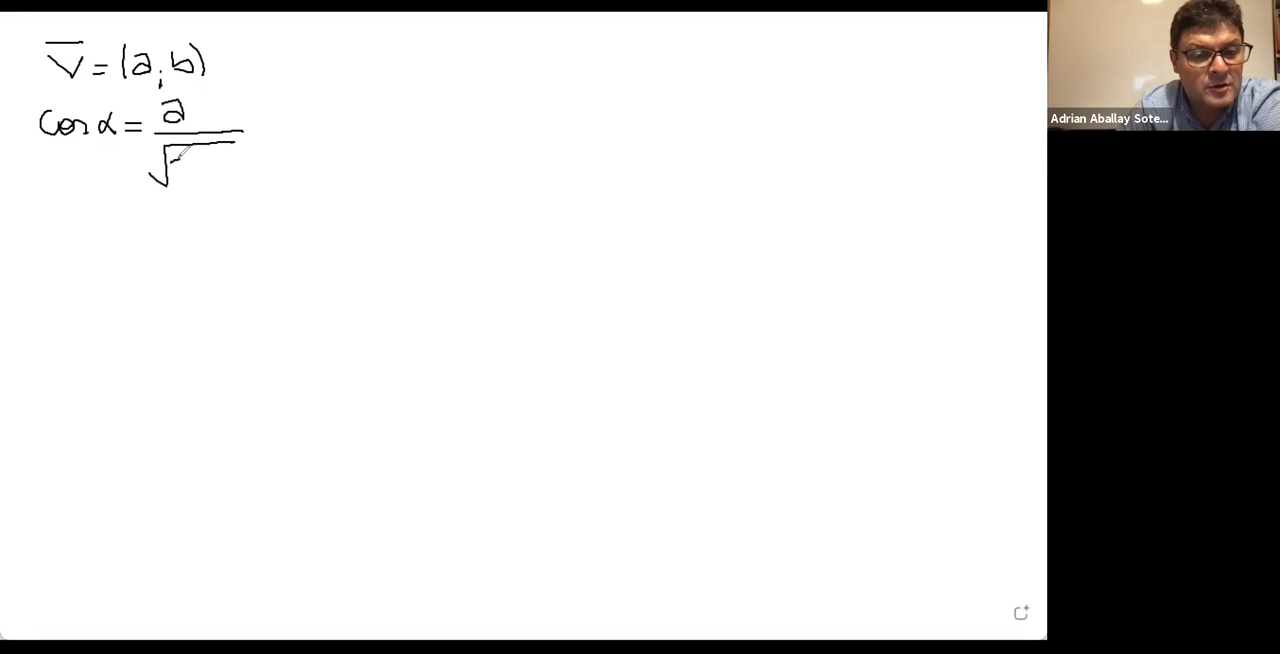 V̅ = (a; b)
cos α = a / √
Adrian Aballay Sote...